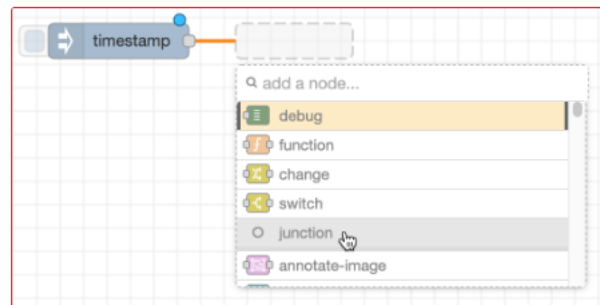 timestamp
add a node...
debug
function
change
switch
junction
annotate-image